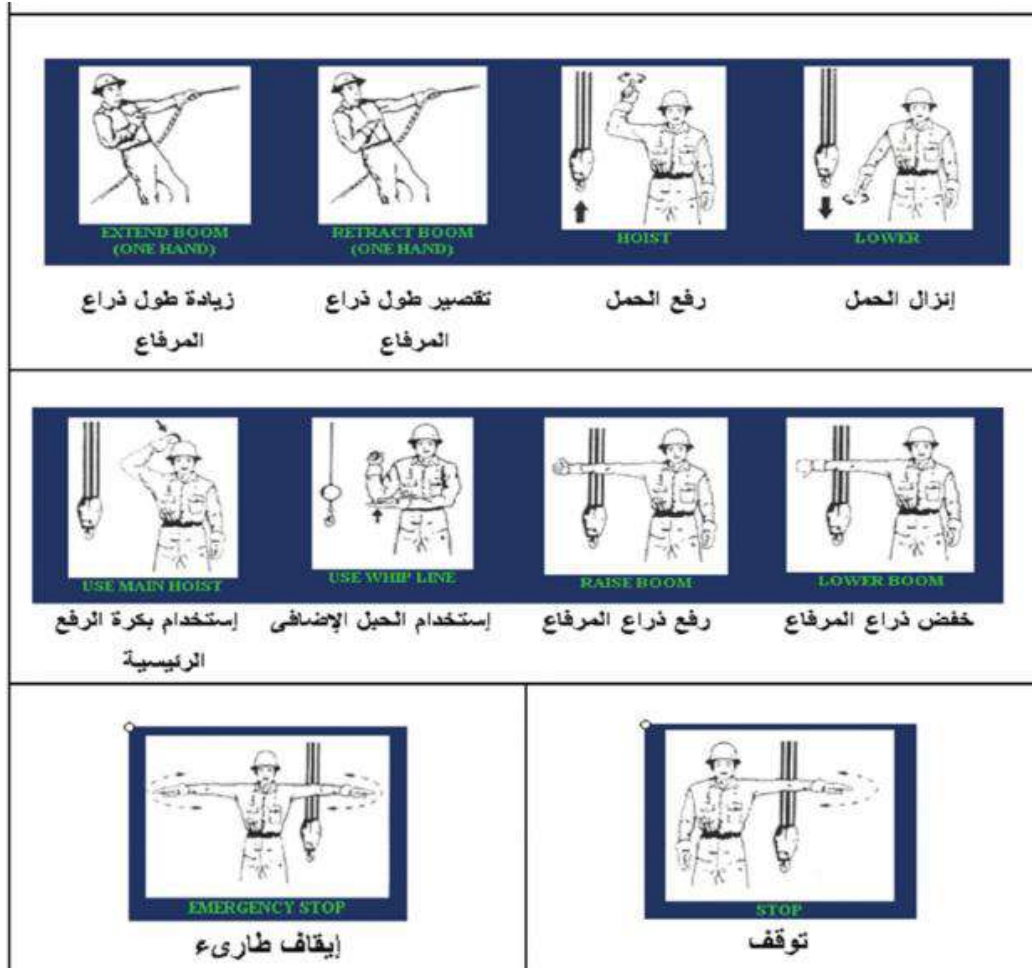 EXTEND BOOM
(ONE HAND)
RETRACT BOOM
(ONE HAND)
HOIST
LOWER
زيادة طول ذراع
المرفاع
تقصير طول ذراع
المرفاع
رفع الحمل
إنزال الحمل
USE MAIN HOIST
USE WHIP LINE
RAISE BOOM
LOWER BOOM
إستخدام بكرة الرفع
الرئيسية
إستخدام الحبل الإضافى
رفع ذراع المرفاع
خفض ذراع المرفاع
EMERGENCY STOP
إيقاف طارىء
STOP
توقف